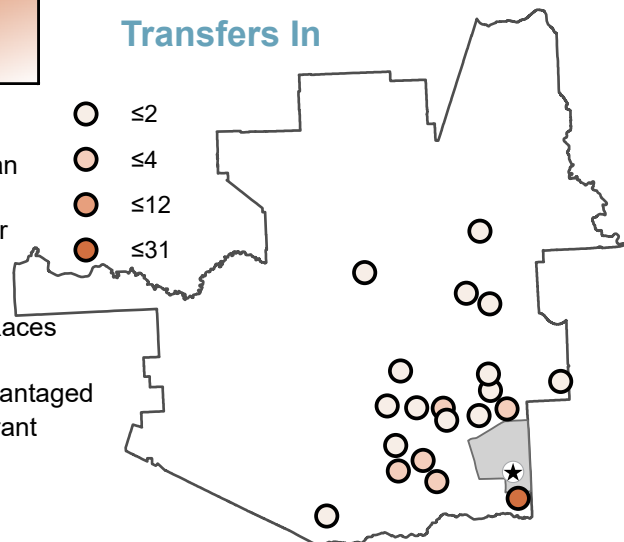 Transfers In
≤2
≤4
an
≤12
r
≤31
aces
antaged
ant